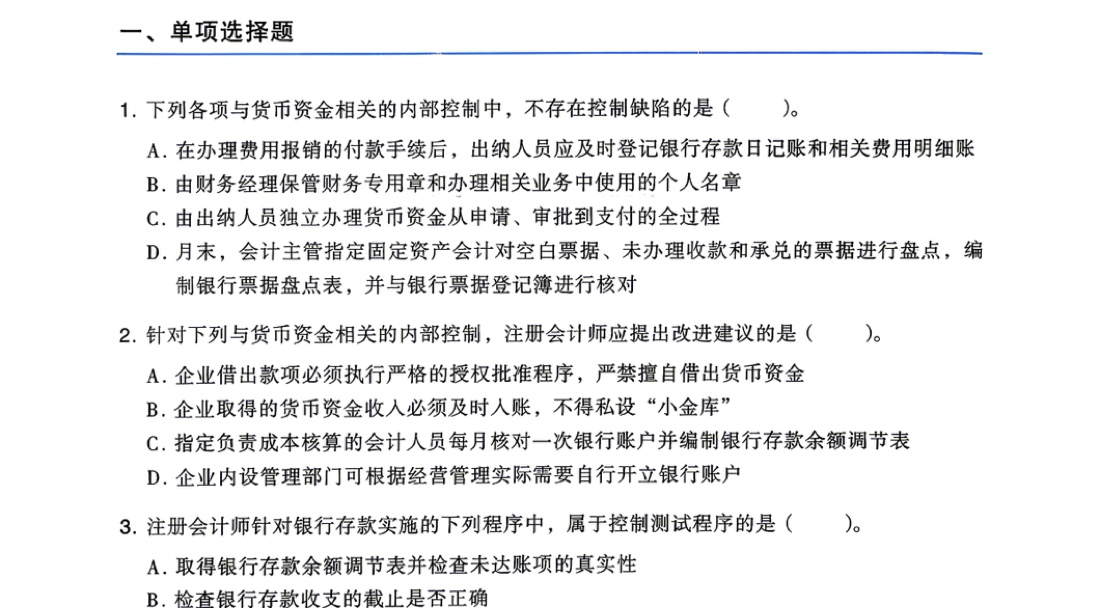 一、单项选择题
1. 下列各项与货币资金相关的内部控制中，不存在控制缺陷的是（　　）。
A. 在办理费用报销的付款手续后，出纳人员应及时登记银行存款日记账和相关费用明细账
B. 由财务经理保管财务专用章和办理相关业务中使用的个人名章
C. 由出纳人员独立办理货币资金从申请、审批到支付的全过程
D. 月末，会计主管指定固定资产会计对空白票据、未办理收款和承兑的票据进行盘点，编
制银行票据盘点表，并与银行票据登记簿进行核对
2. 针对下列与货币资金相关的内部控制，注册会计师应提出改进建议的是（　　）。
A. 企业借出款项必须执行严格的授权批准程序，严禁擅自借出货币资金
B. 企业取得的货币资金收入必须及时入账，不得私设“小金库”
C. 指定负责成本核算的会计人员每月核对一次银行账户并编制银行存款余额调节表
D. 企业内设管理部门可根据经营管理实际需要自行开立银行账户
3. 注册会计师针对银行存款实施的下列程序中，属于控制测试程序的是（　　）。
A. 取得银行存款余额调节表并检查未达账项的真实性
B. 检查银行存款收支的截止是否正确